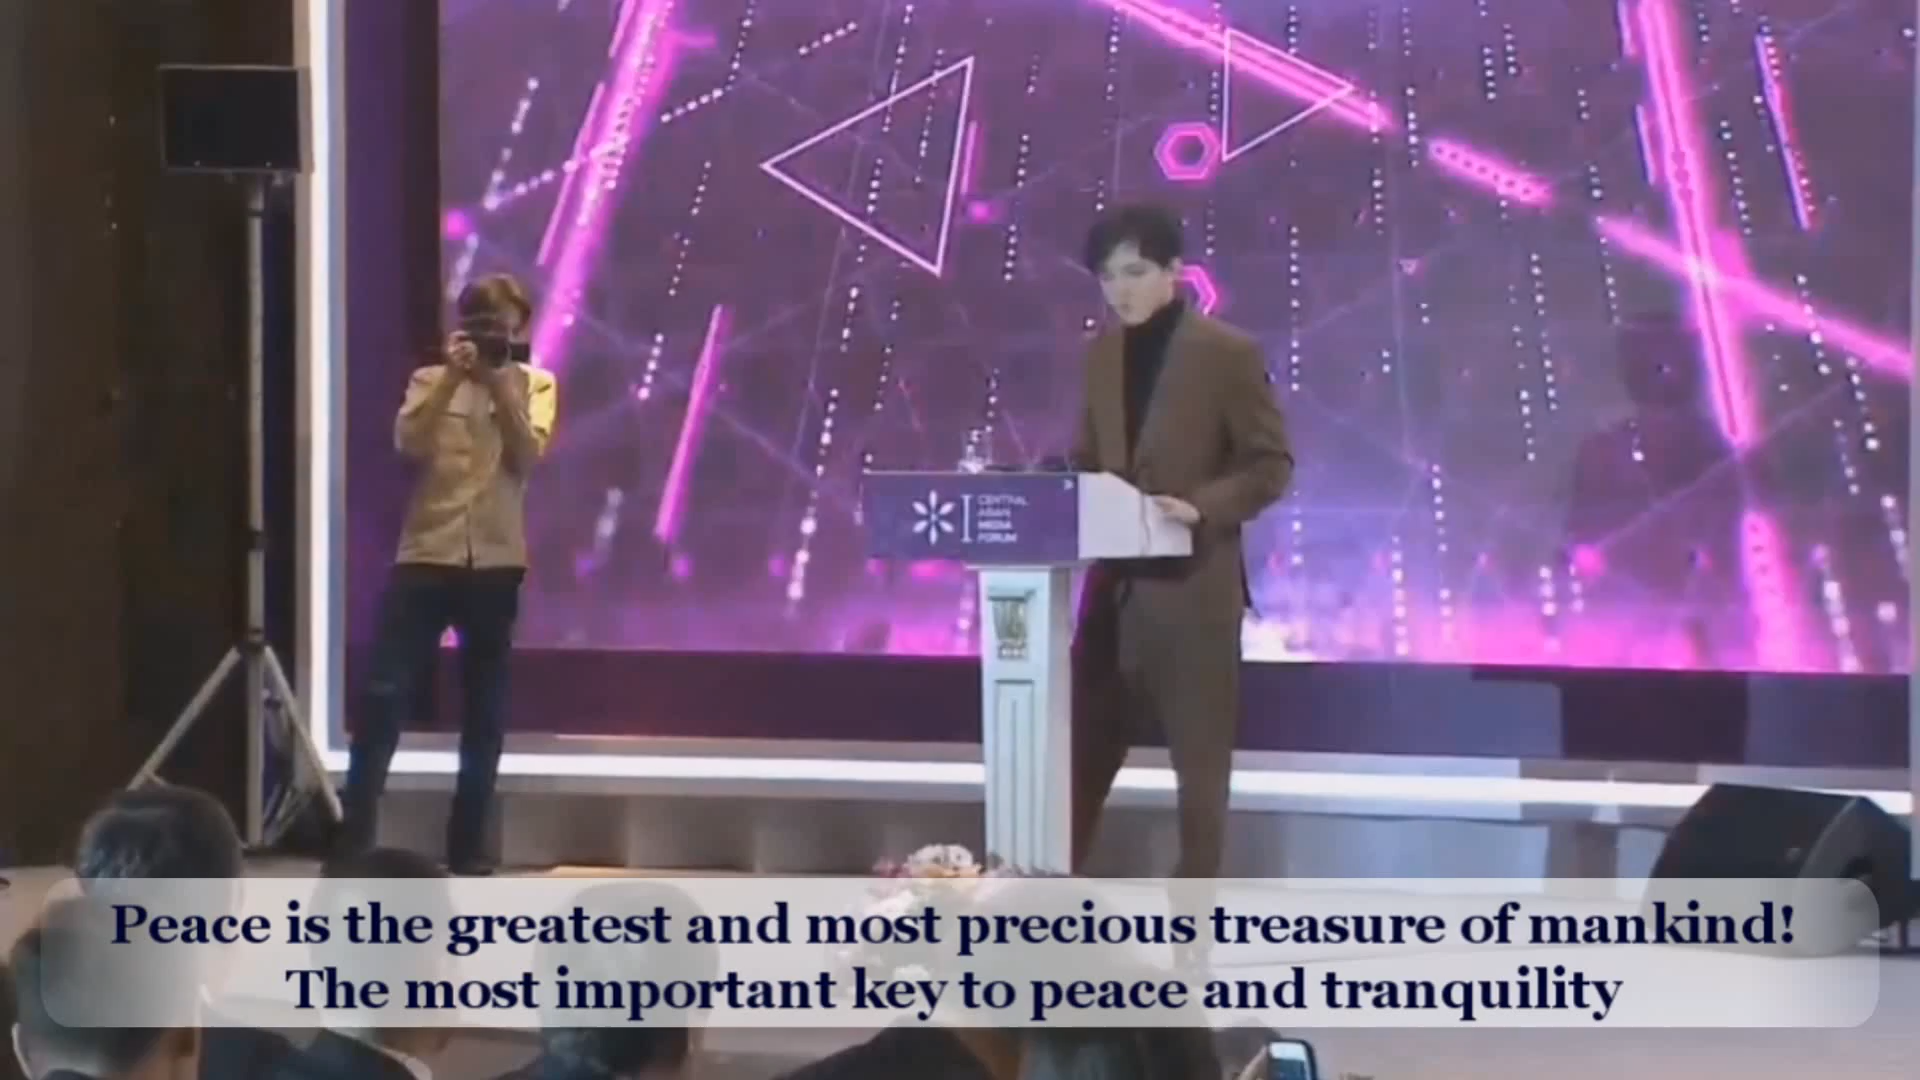 I CENTRAL
ASIAN
MEDIA
FORUM
Peace is the greatest and most precious treasure of mankind!
The most important key to peace and tranquility